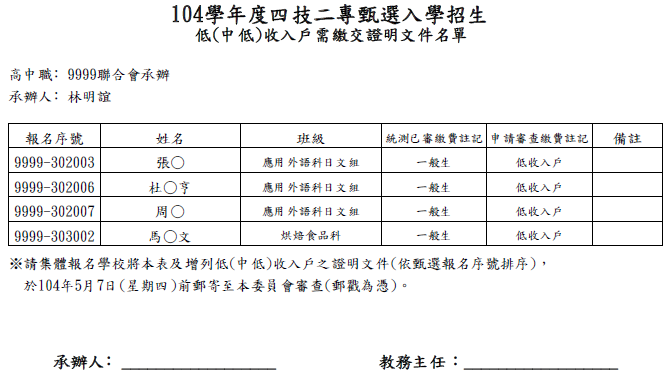 104學年度四技二專甄選入學招生
低(中低)收入戶需繳交證明文件名單
高中職: 9999聯合會承辦
承辦人: 林明誼
報名序號 姓名 班級 統測已審繳費註記 申請審查繳費註記 備註
9999-302003 張○ 應用外語科日文組 一般生 低收入戶
9999-302006 杜○亨 應用外語科日文組 一般生 低收入戶
9999-302007 周○ 應用外語科日文組 一般生 低收入戶
9999-303002 馬○文 烘焙食品科 一般生 低收入戶
※請集體報名學校將本表及增列低(中低)收入戶之證明文件(依甄選報名序號排序),
於104年5月7日(星期四)前郵寄至本委員會審查(郵戳為憑)。
承辦人: ________________ 教務主任:________________